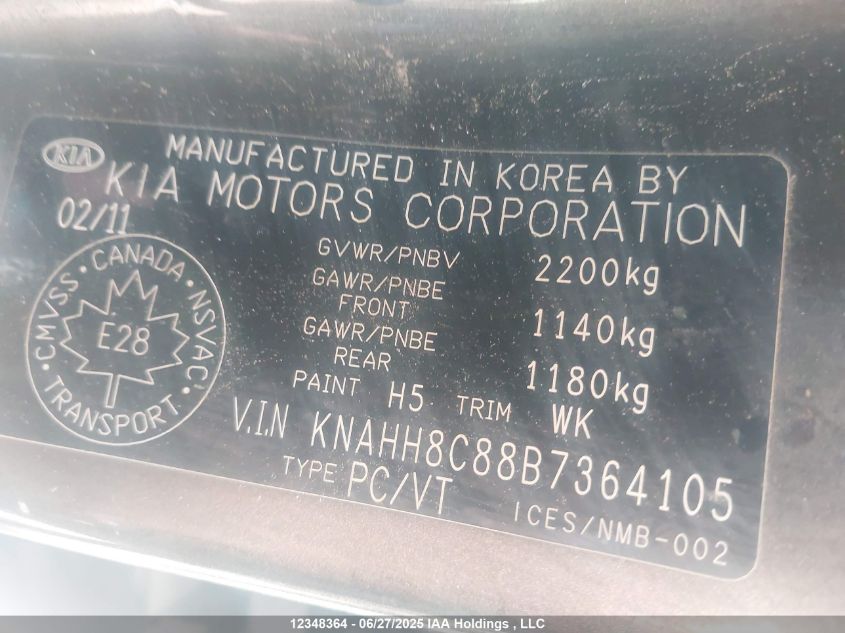 KIA
MANUFACTURED IN KOREA BY
KIA MOTORS CORPORATION
02/11
CMVSS · CANADA · NSVAC
E28
TRANSPORT
GVWR/PNBV 2200kg
GAWR/PNBE
FRONT 1140kg
GAWR/PNBE
REAR 1180kg
PAINT H5 TRIM WK
V.I.N KNAHH8C88B7364105
TYPE PC/VT
ICES/NMB-002
12348364 - 06/27/2025 IAA Holdings , LLC